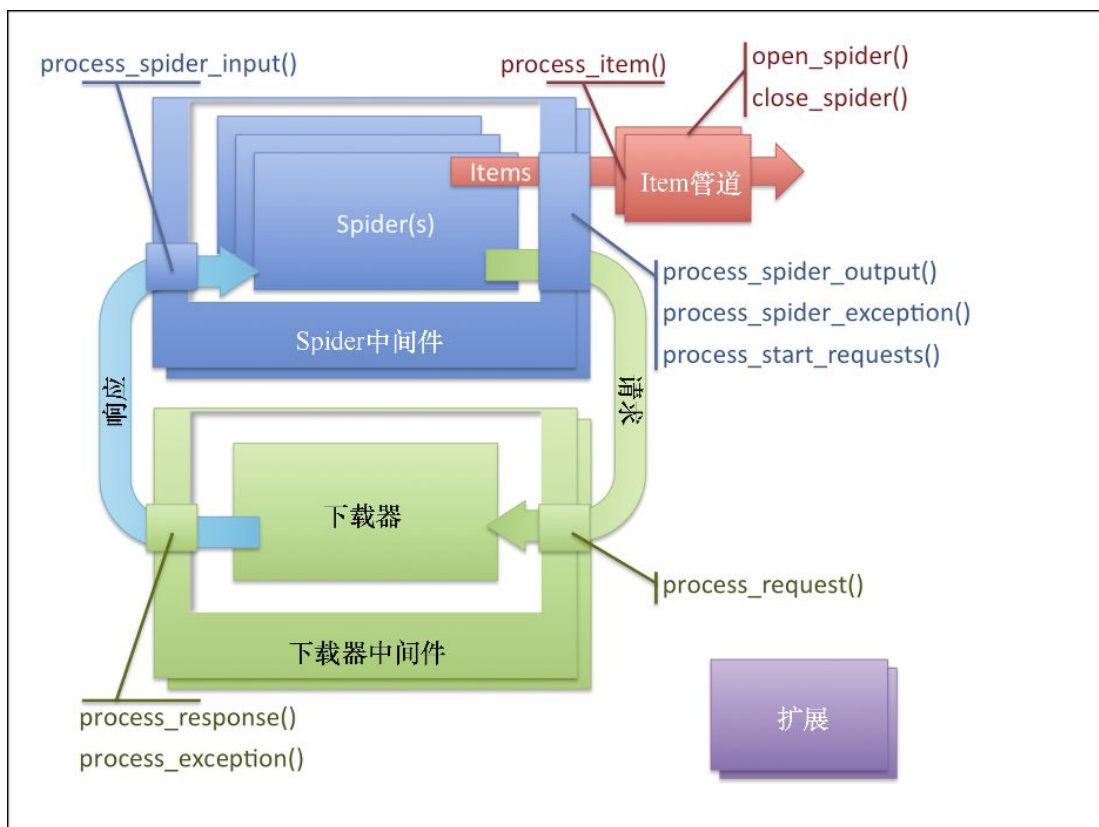 process_spider_input()
process_item()
open_spider()
close_spider()
Items
Item管道
Spider(s)
process_spider_output()
process_spider_exception()
process_start_requests()
Spider中间件
响应
请求
下载器
process_request()
下载器中间件
process_response()
process_exception()
扩展